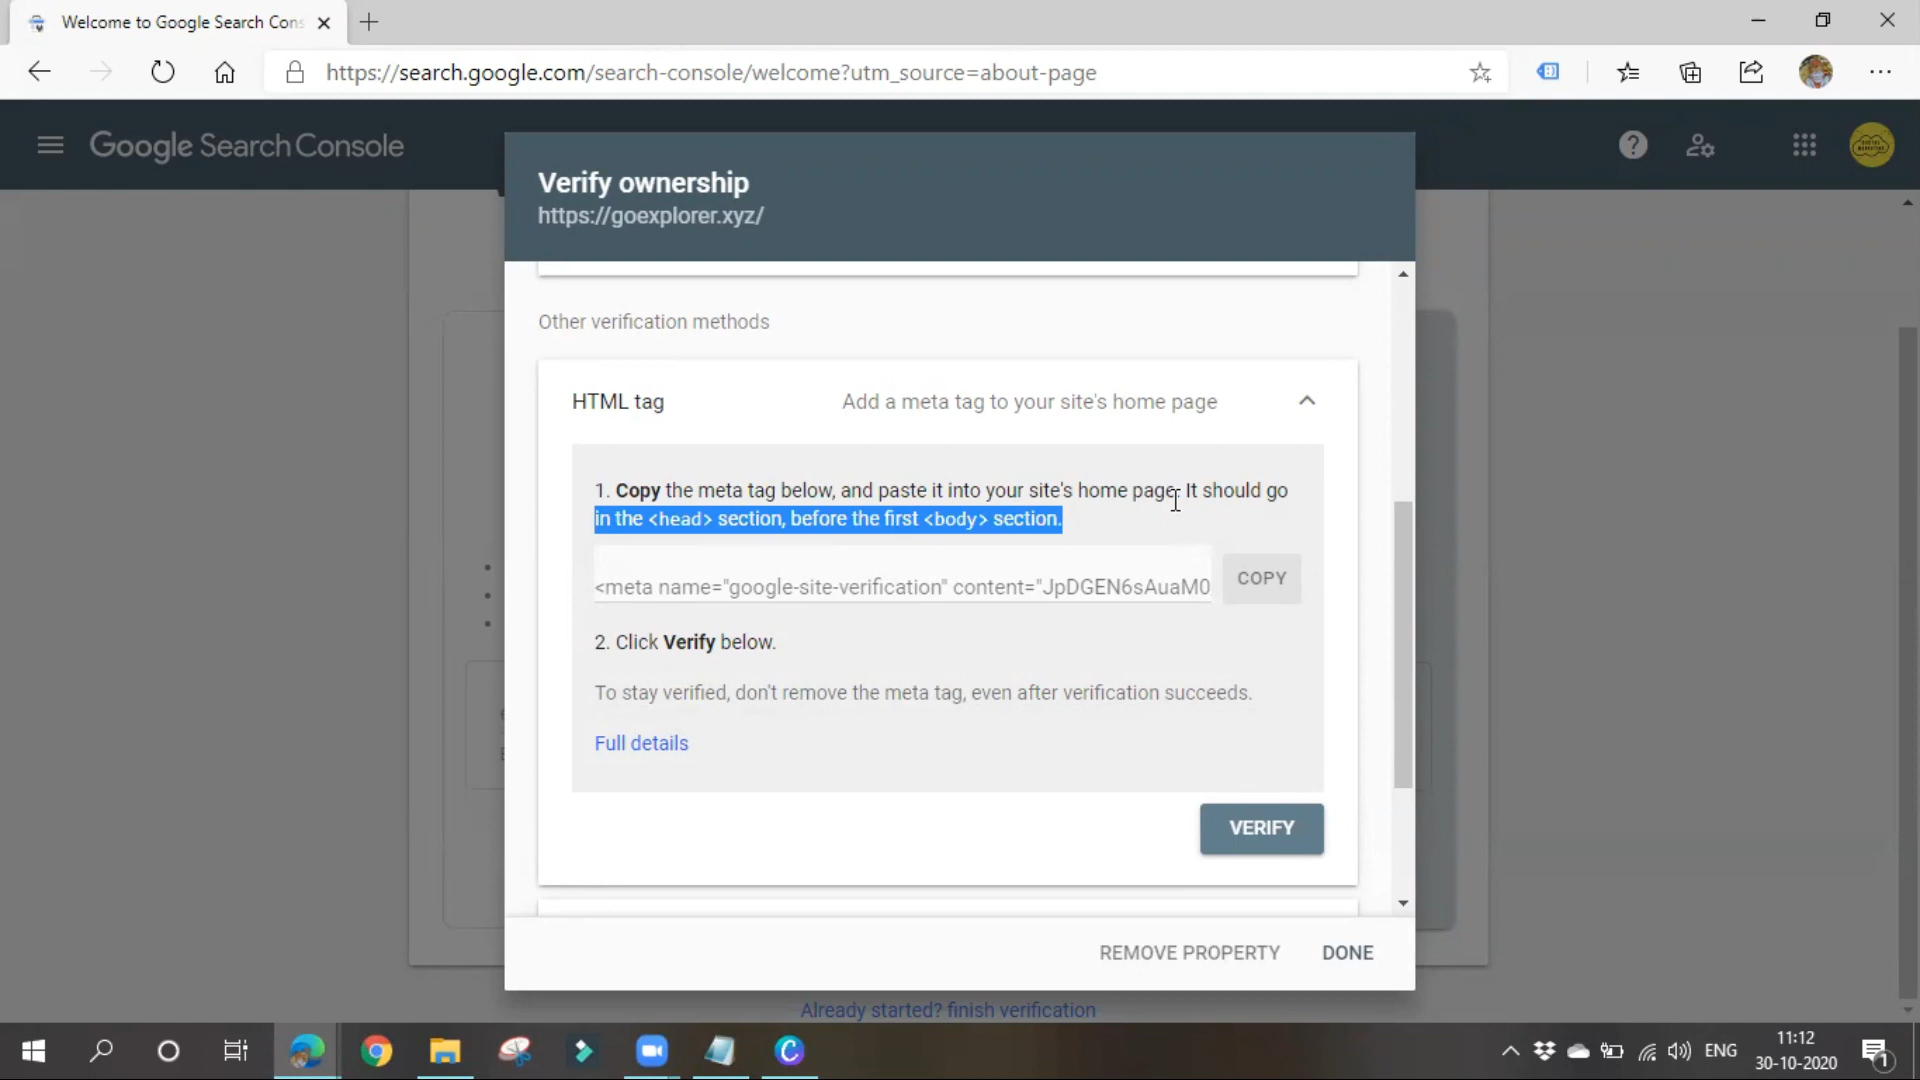 Welcome to Google Search Cons
https://search.google.com/search-console/welcome?utm_source=about-page
Google Search Console
Verify ownership
https://goexplorer.xyz/
Other verification methods
HTML tag
Add a meta tag to your site's home page
1. Copy the meta tag below, and paste it into your site's home page. It should go
in the <head> section, before the first <body> section.
<meta name="google-site-verification" content="JpDGEN6sAuaM0
COPY
2. Click Verify below.
To stay verified, don't remove the meta tag, even after verification succeeds.
Full details
VERIFY
REMOVE PROPERTY
DONE
Already started? finish verification
ENG
11:12
30-10-2020
1